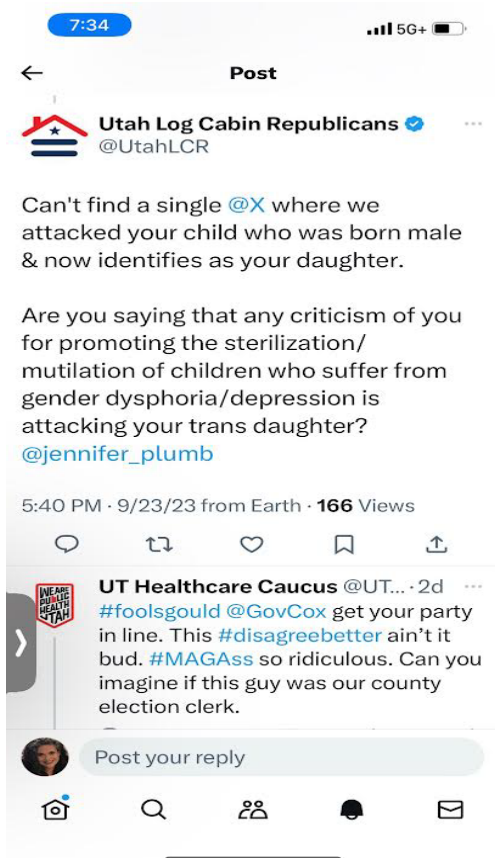 7:34
5G+
Post
Utah Log Cabin Republicans
@UtahLCR
Can't find a single @X where we
attacked your child who was born male
& now identifies as your daughter.
Are you saying that any criticism of you
for promoting the sterilization/
mutilation of children who suffer from
gender dysphoria/depression is
attacking your trans daughter?
@jennifer_plumb
5:40 PM · 9/23/23 from Earth · 166 Views
WE ARE
PUBLIC
HEALTH
UTAH
UT Healthcare Caucus @UT... · 2d
#foolsgould @GovCox get your party
in line. This #disagreebetter ain't it
bud. #MAGAss so ridiculous. Can you
imagine if this guy was our county
election clerk.
Post your reply